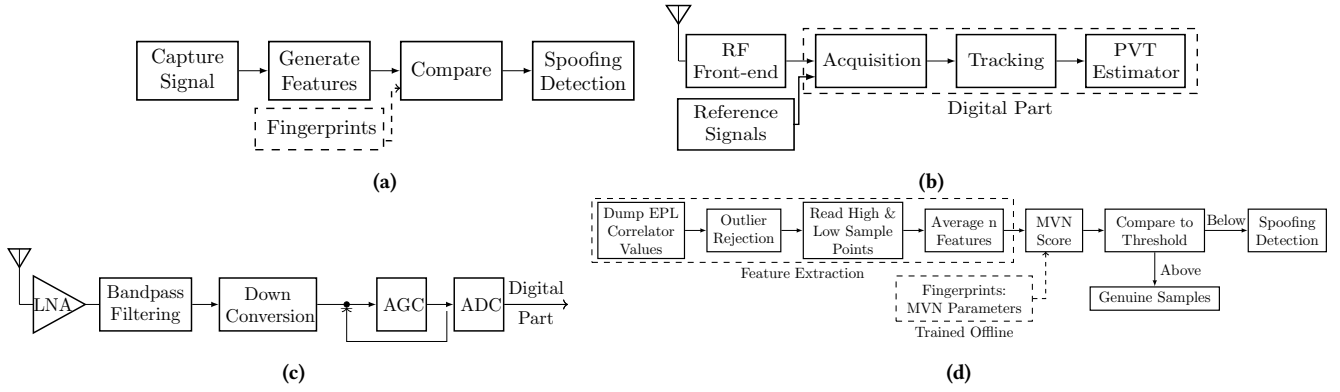 Capture
Signal
Generate
Features
Compare
Spoofing
Detection
Fingerprints
(a)
RF
Front-end
Acquisition
Tracking
PVT
Estimator
Reference
Signals
Digital Part
(b)
LNA
Bandpass
Filtering
Down
Conversion
AGC
ADC
Digital
Part
(c)
Dump EPL
Correlator
Values
Outlier
Rejection
Read High &
Low Sample
Points
Average n
Features
Feature Extraction
MVN
Score
Compare to
Threshold
Below
Spoofing
Detection
Above
Genuine Samples
Fingerprints:
MVN Parameters
Trained Offline
(d)